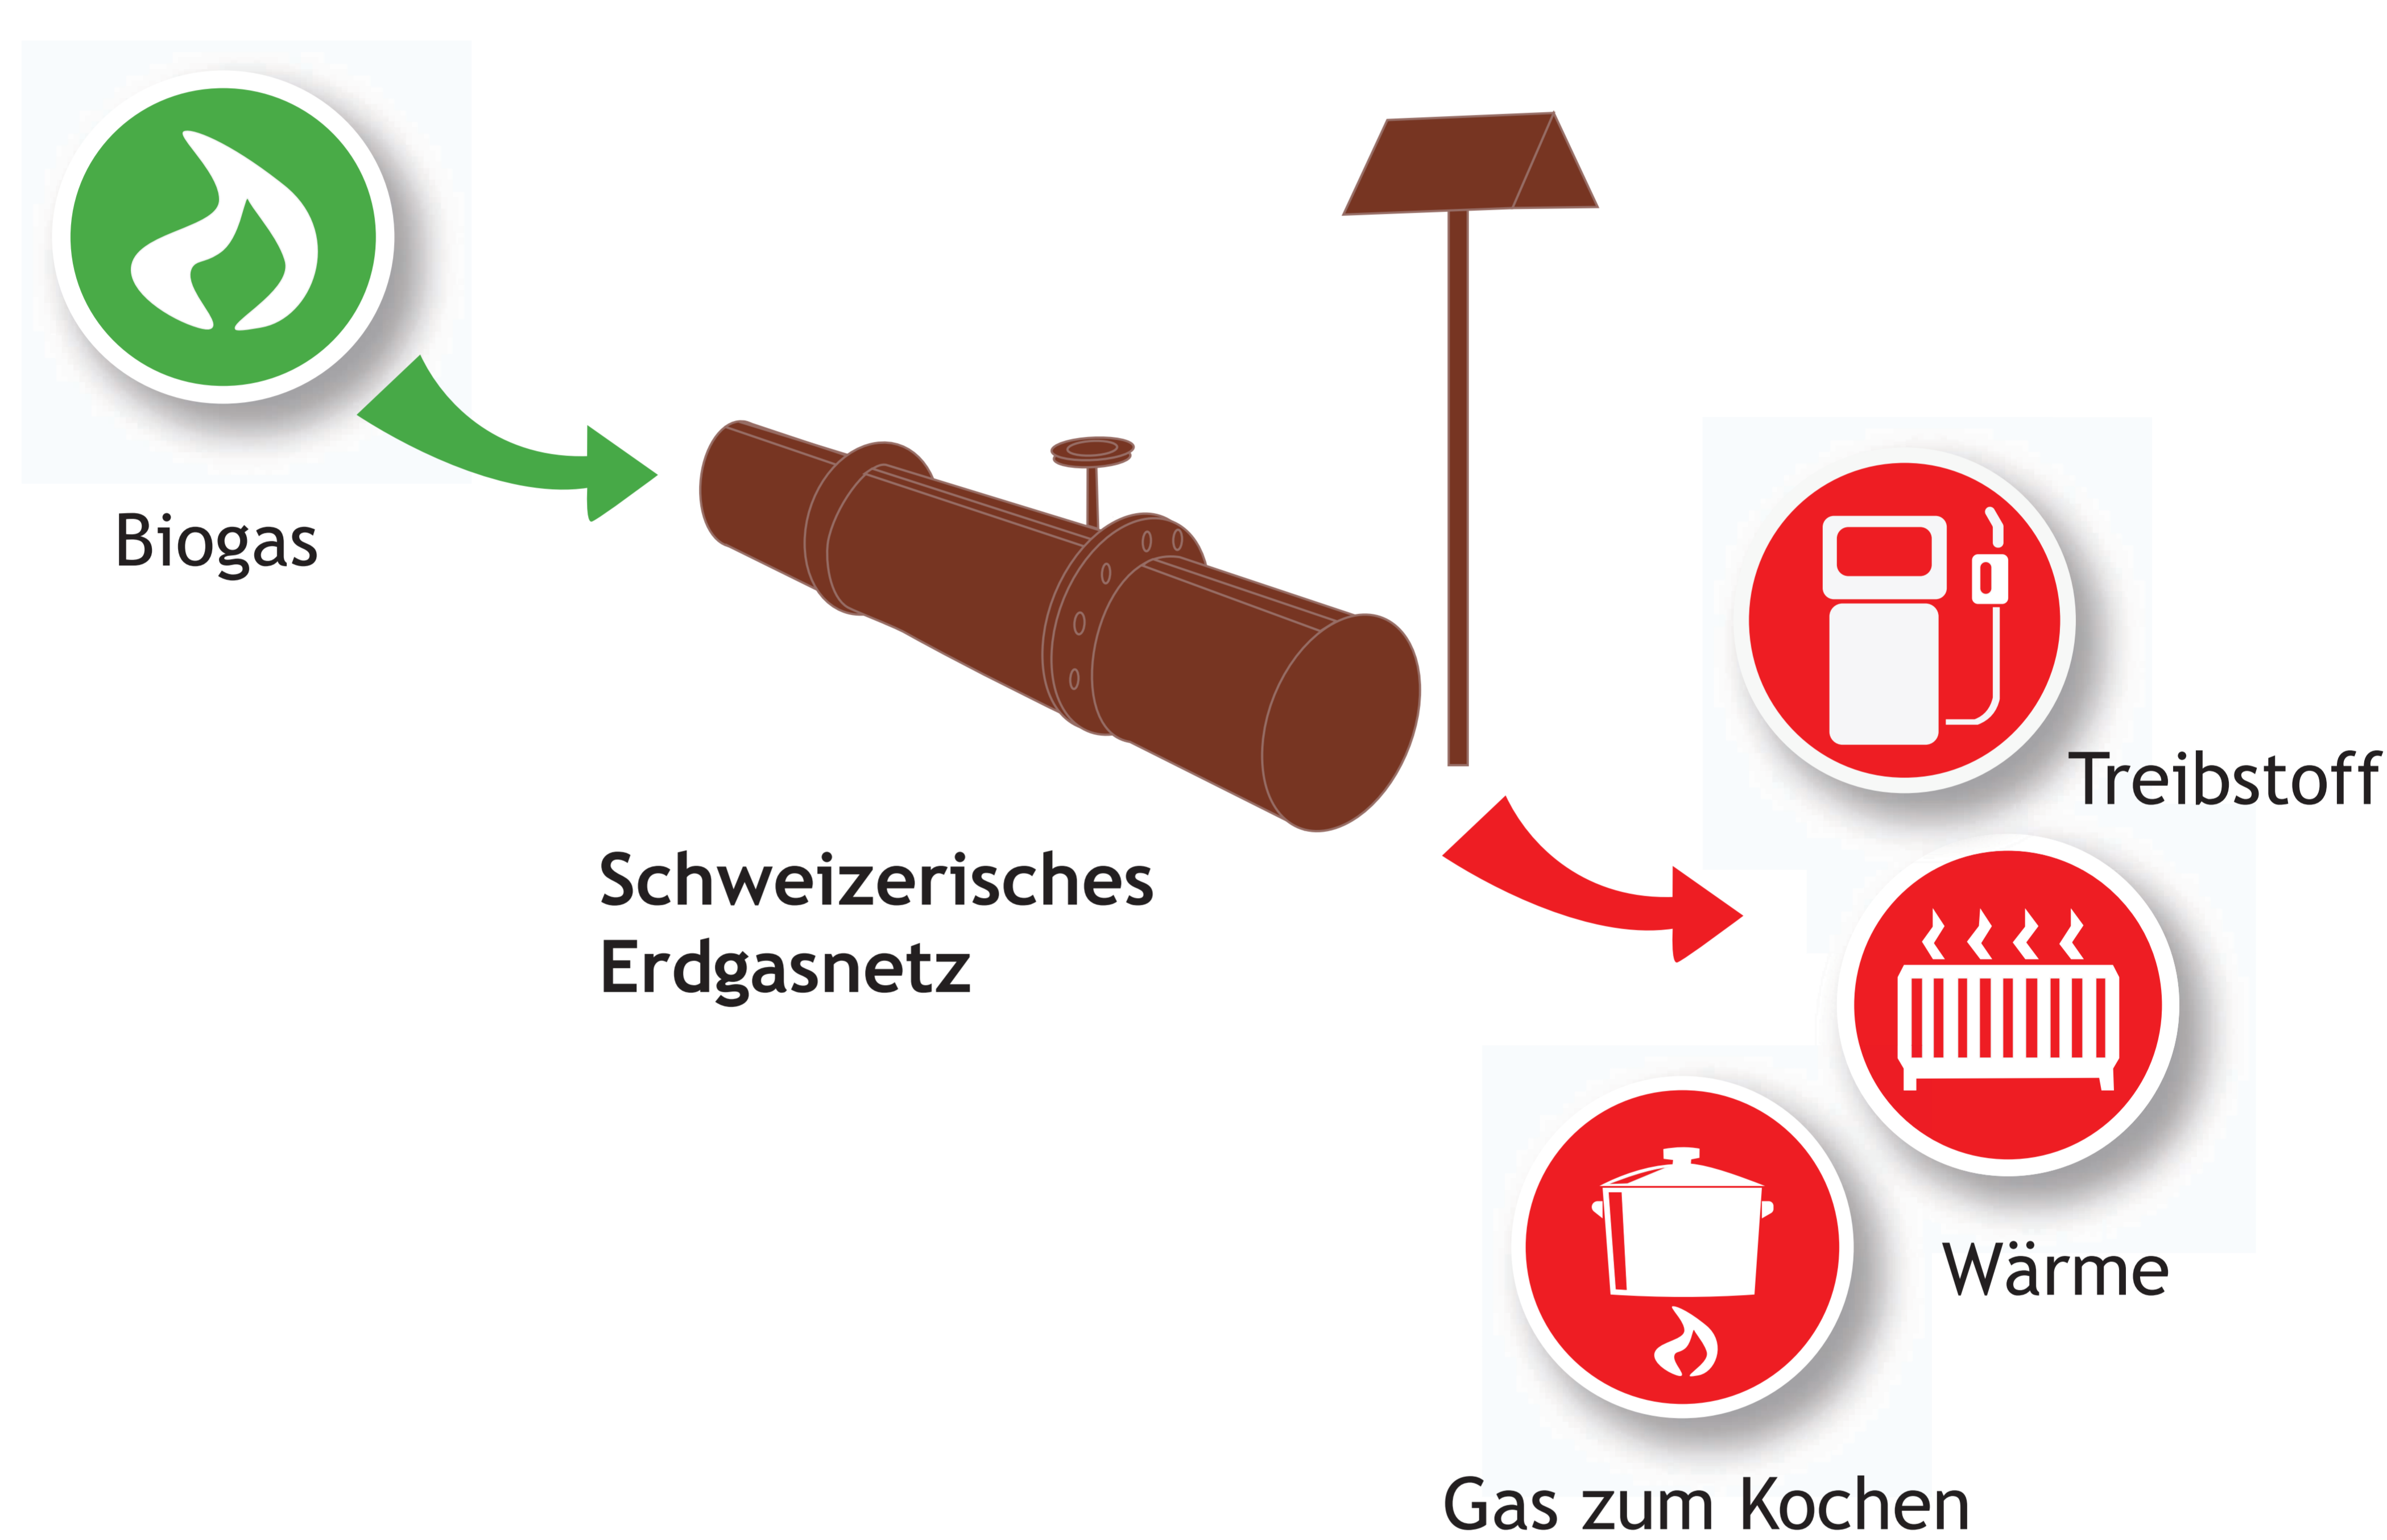 Biogas
Schweizerisches
Erdgasnetz
Treibstoff
Wärme
Gas zum Kochen